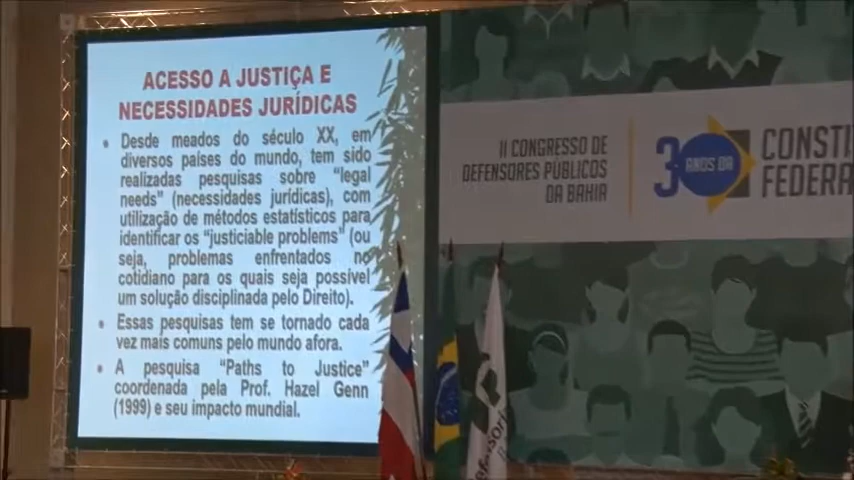 ACESSO A JUSTIÇA E
NECESSIDADES JURÍDICAS
• Desde meados do século XX, em
diversos países do mundo, tem sido
realizadas pesquisas sobre “legal
needs” (necessidades jurídicas), com
utilização de métodos estatísticos para
identificar os “justiciable problems” (ou
seja, problemas enfrentados no
cotidiano para os quais seja possível
um solução disciplinada pelo Direito).
• Essas pesquisas tem se tornado cada
vez mais comuns pelo mundo afora.
• A pesquisa “Paths to Justice”
coordenada pela Prof. Hazel Genn
(1999) e seu impacto mundial.
II CONGRESSO DE
DEFENSORES PÚBLICOS
DA BAHIA
30
ANOS DA
CONSTI
FEDERA